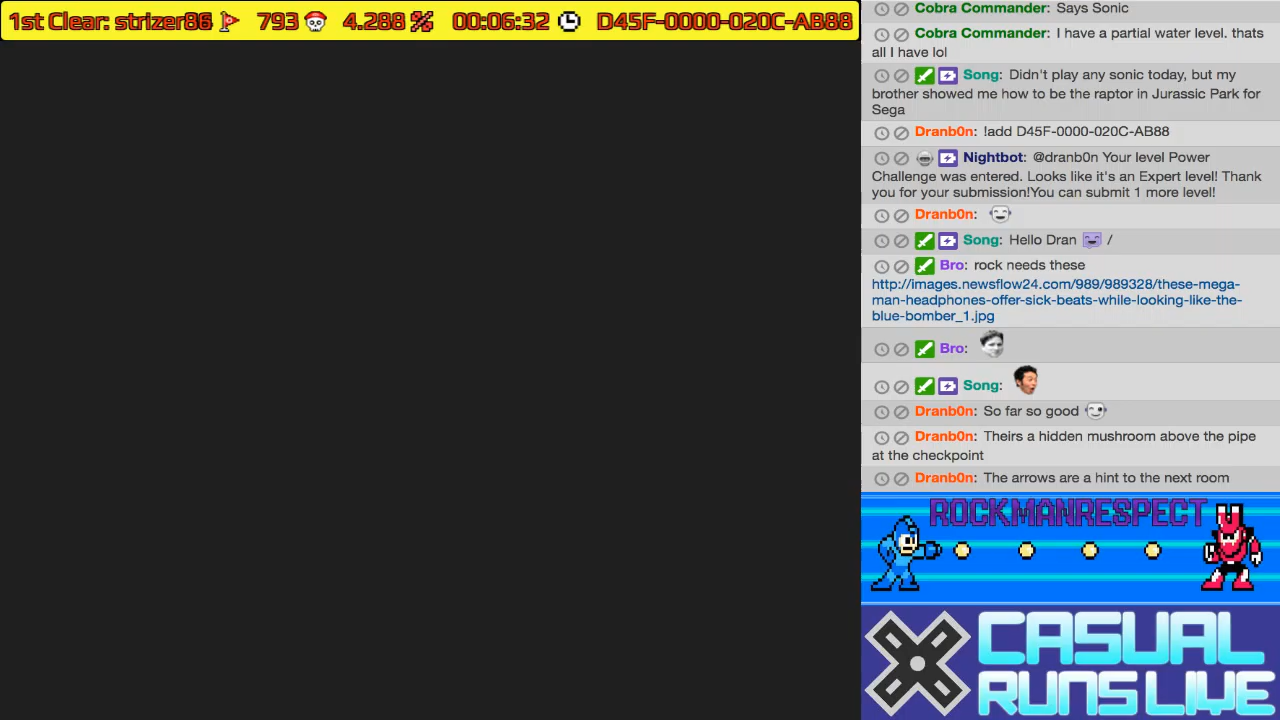 1st Clear: strizer86 793 4.288 00:06:32 D45F-0000-020C-AB88
Cobra Commander: Says Sonic
Cobra Commander: I have a partial water level. thats
all I have lol
Song: Didn't play any sonic today, but my
brother showed me how to be the raptor in Jurassic Park for
Sega
Dranb0n: !add D45F-0000-020C-AB88
Nightbot: @dranb0n Your level Power
Challenge was entered. Looks like it's an Expert level! Thank
you for your submission!You can submit 1 more level!
Dranb0n:
Song: Hello Dran /
Bro: rock needs these
http://images.newsflow24.com/989/989328/these-mega-
man-headphones-offer-sick-beats-while-looking-like-the-
blue-bomber_1.jpg
Bro:
Song:
Dranb0n: So far so good
Dranb0n: Theirs a hidden mushroom above the pipe
at the checkpoint
Dranb0n: The arrows are a hint to the next room
ROCKMANRESPECT
CASUAL
RUNS LIVE